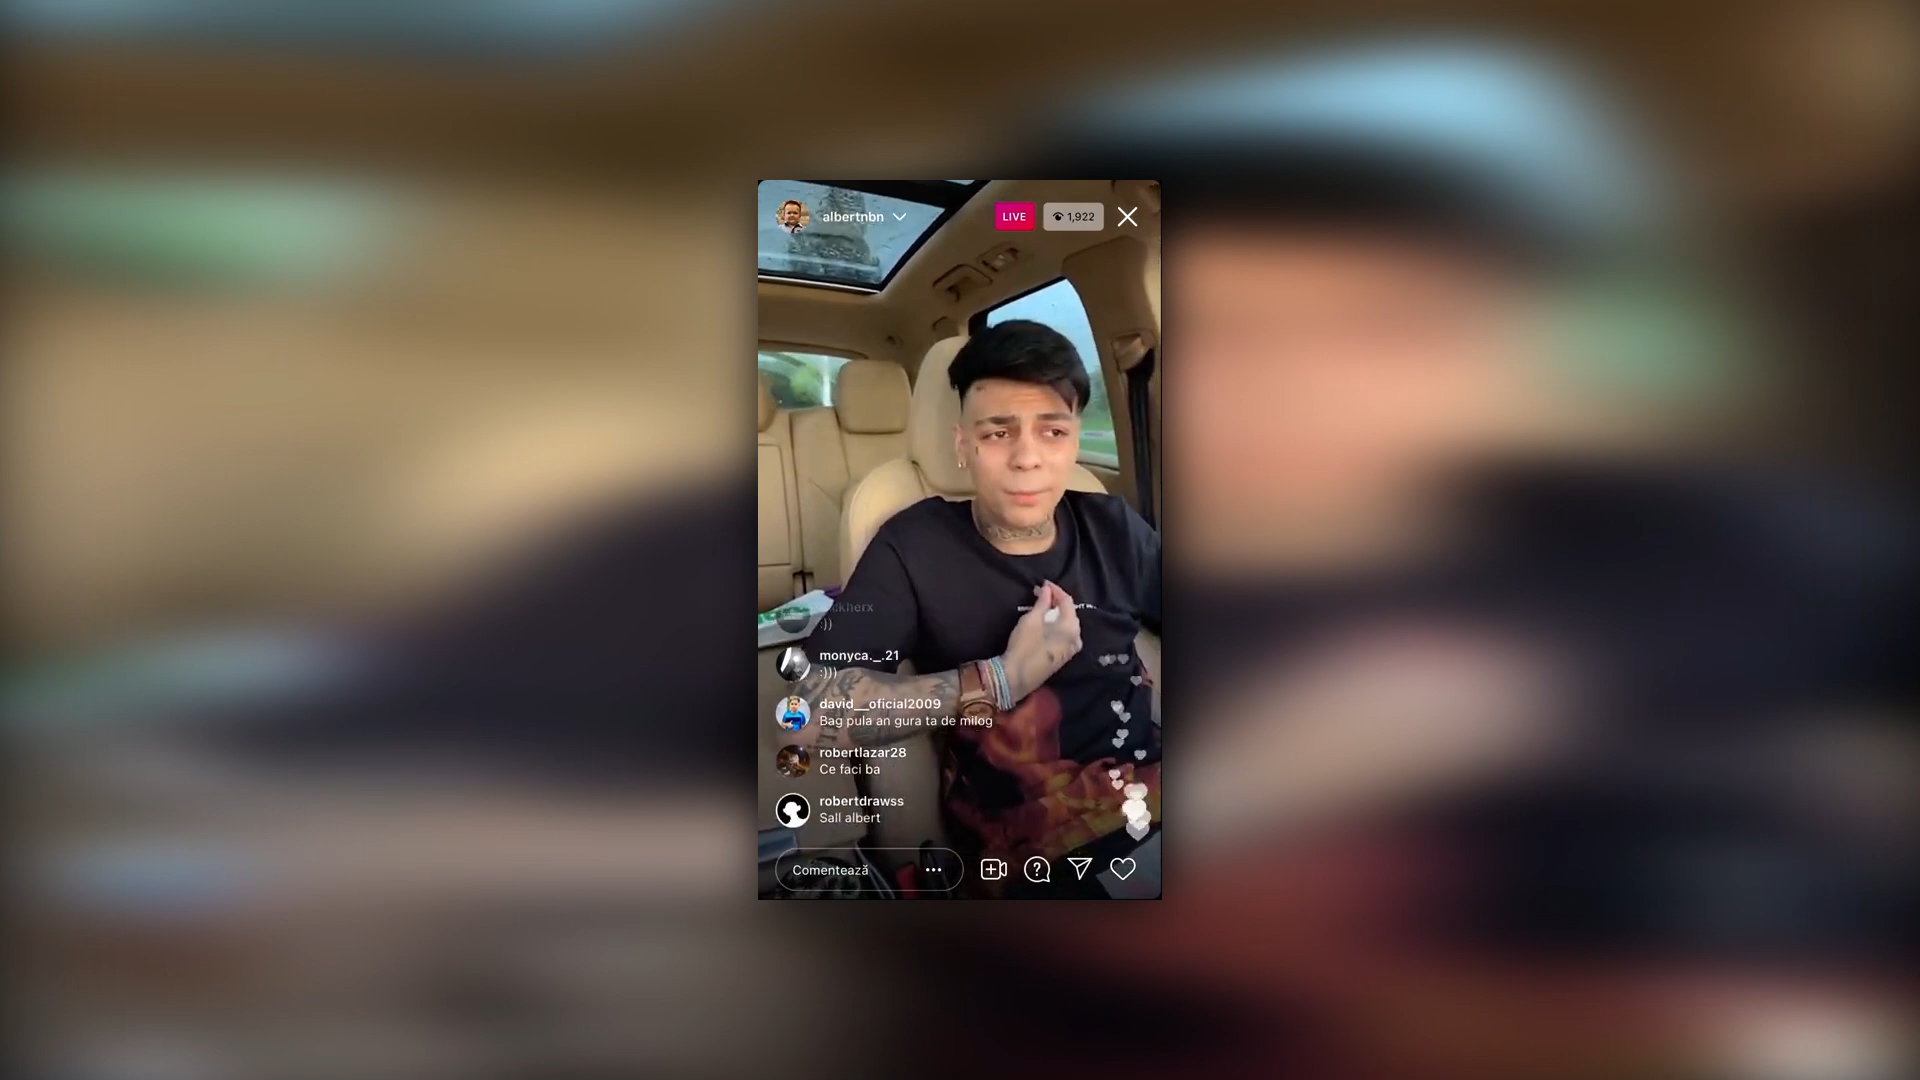 albertnbn
LIVE
1,922
:))
monyca._.21
:)))
david__oficial2009
Bag pula an gura ta de milog
robertlazar28
Ce faci ba
robertdrawss
Sall albert
Comentează